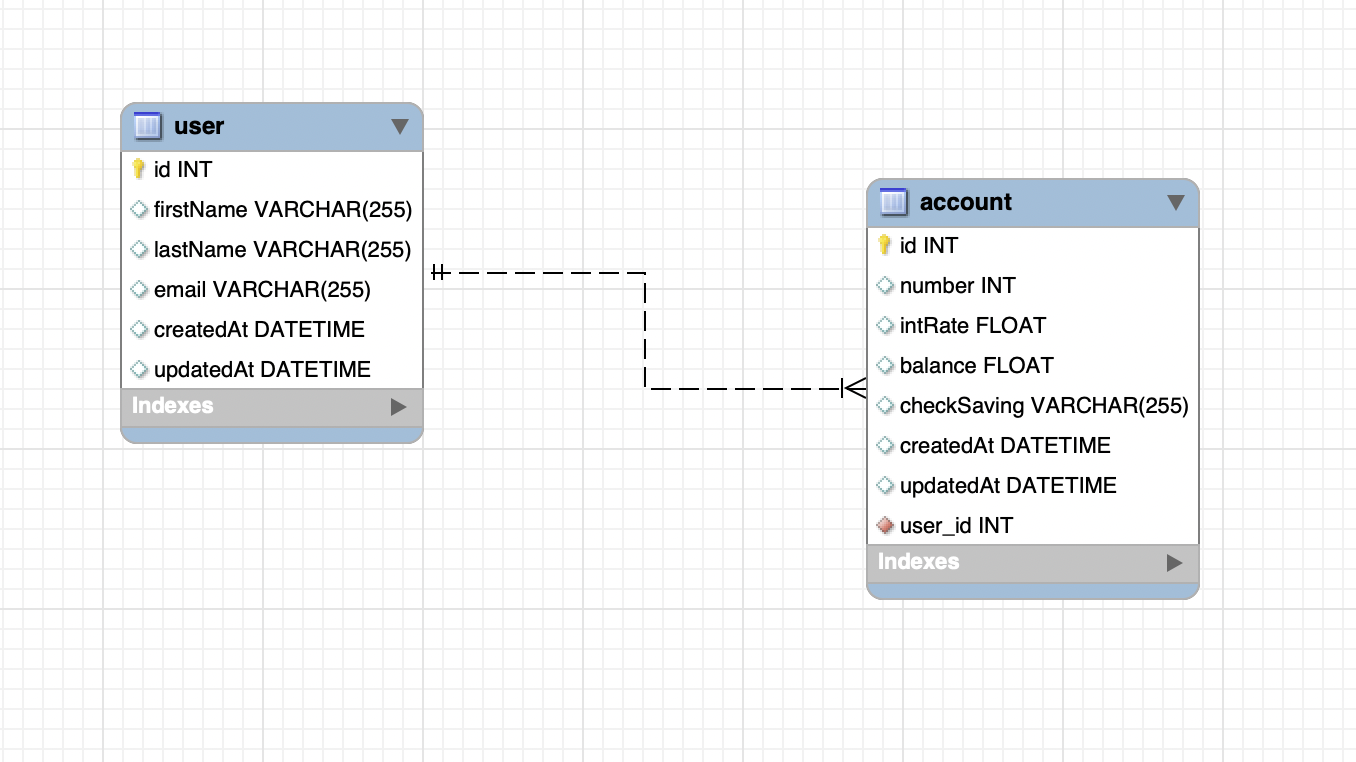 user
id INT
firstName VARCHAR(255)
lastName VARCHAR(255)
email VARCHAR(255)
createdAt DATETIME
updatedAt DATETIME
Indexes
account
id INT
number INT
intRate FLOAT
balance FLOAT
checkSaving VARCHAR(255)
createdAt DATETIME
updatedAt DATETIME
user_id INT
Indexes